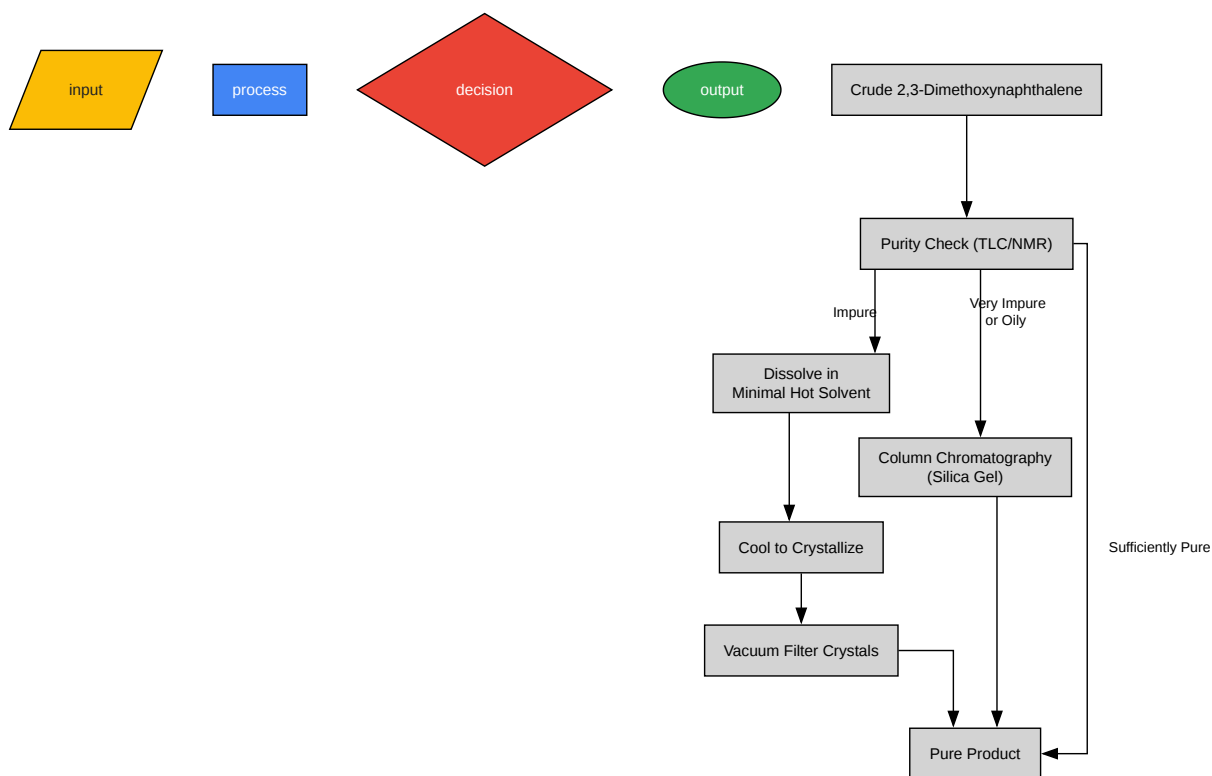 input
process
decision
output
Crude 2,3-Dimethoxynaphthalene
Purity Check (TLC/NMR)
Impure
Very Impure
or Oily
Dissolve in
Minimal Hot Solvent
Column Chromatography
(Silica Gel)
Cool to Crystallize
Sufficiently Pure
Vacuum Filter Crystals
Pure Product